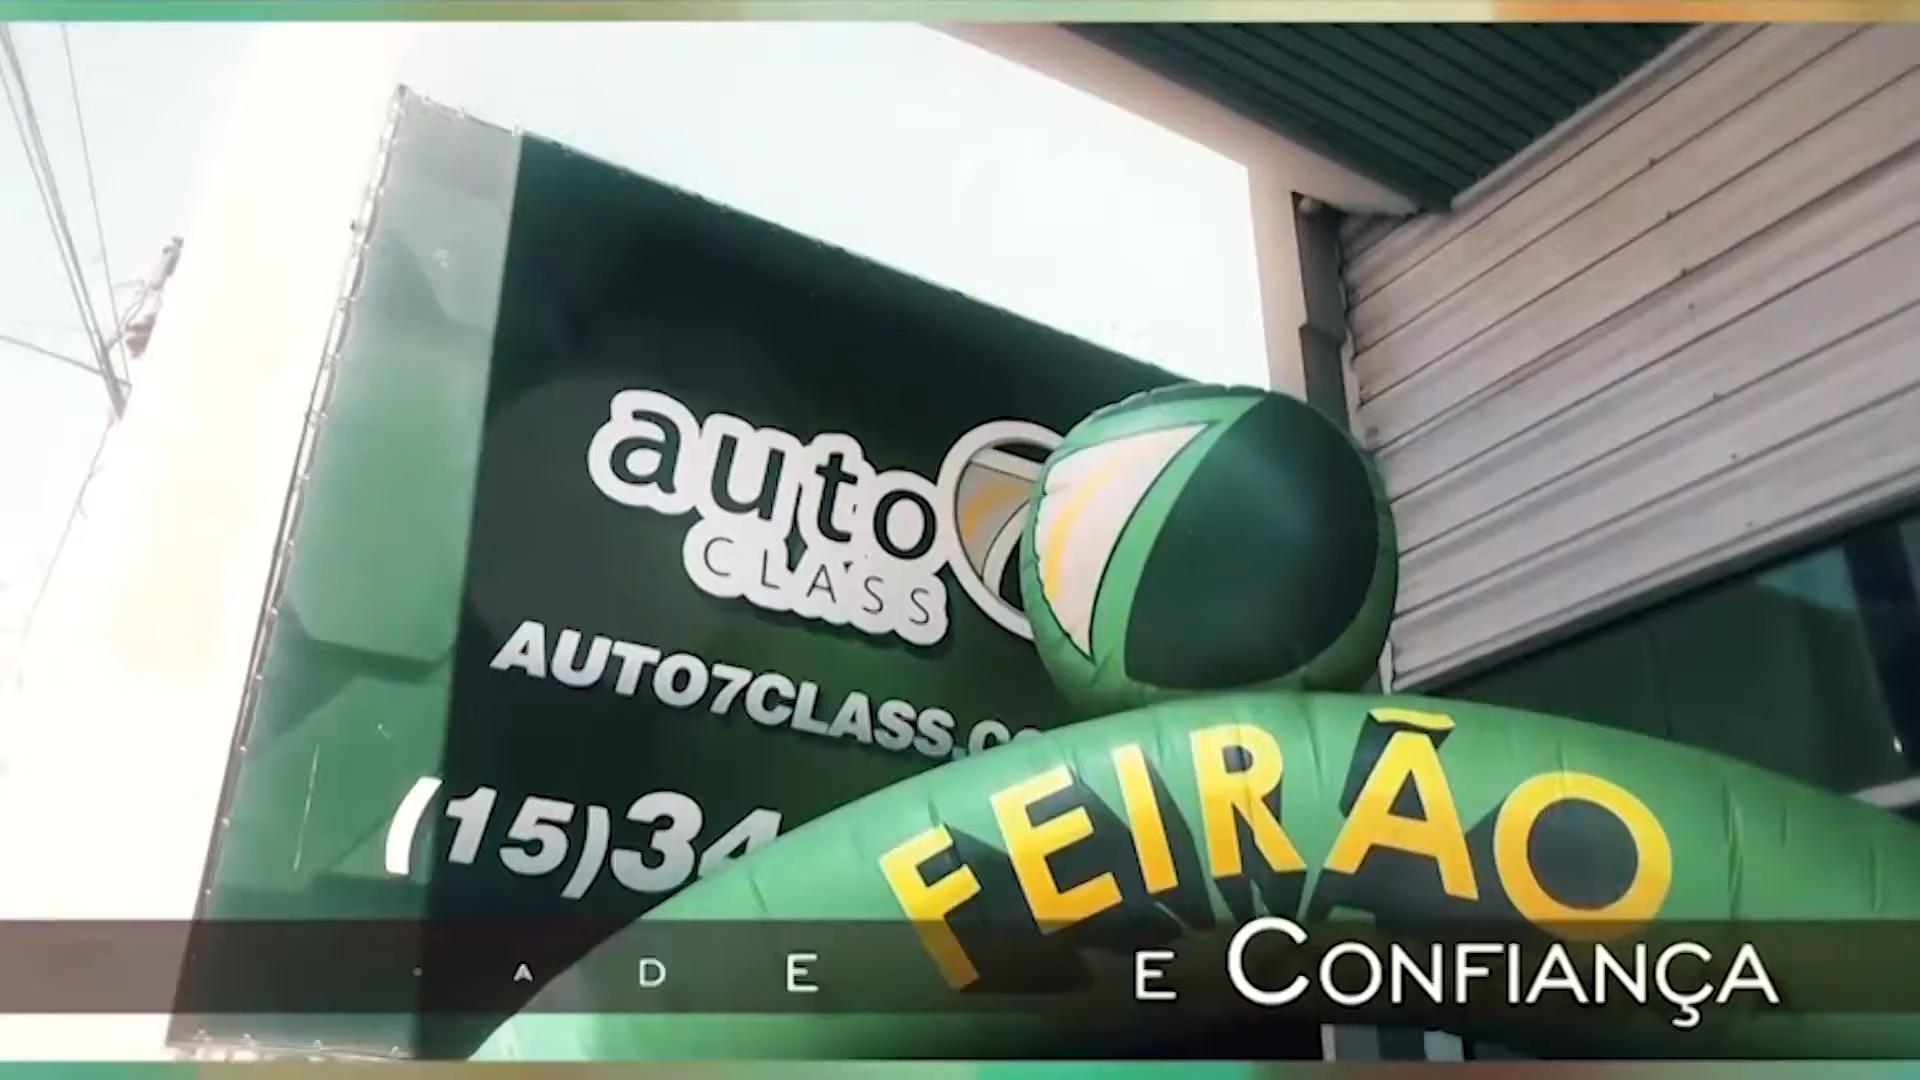 auto
CLASS
AUTO7CLASS.C
(15)34
FEIRÃO
A D E E CONFIANÇA